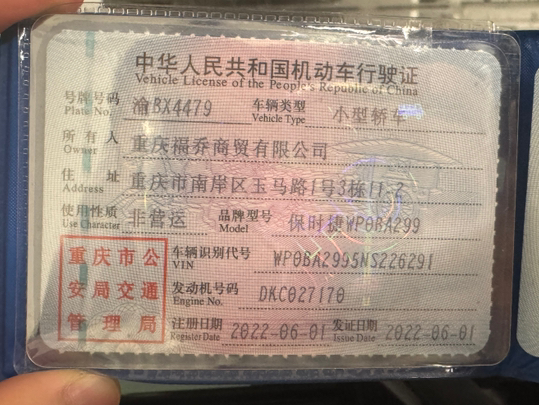 中华人民共和国机动车行驶证
Vehicle License of the People's Republic of China
号牌号码 渝BX4479 车辆类型 小型轿车
Plate No. Vehicle Type
所有人 重庆福乔商贸有限公司
Owner
住址 重庆市南岸区玉马路1号3栋11-2
Address
使用性质 非营运 品牌型号 保时捷WP0BA299
Use Character Model
车辆识别代号 WP0BA2995NS226291
VIN
发动机号码 DKC027170
Engine No.
注册日期 2022-06-01 发证日期 2022-06-01
Register Date Issue Date
重庆市公
安局交通
管理局